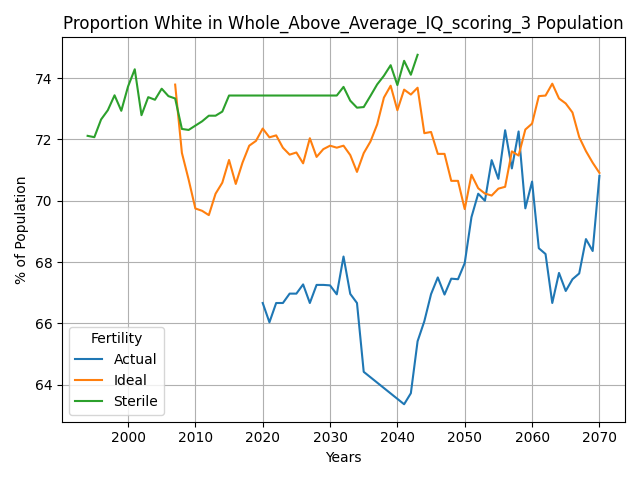 Proportion White in Whole_Above_Average_IQ_scoring_3 Population
% of Population
74
72
70
68
66
64
Fertility
Actual
Ideal
Sterile
2000 2010 2020 2030 2040 2050 2060 2070
Years